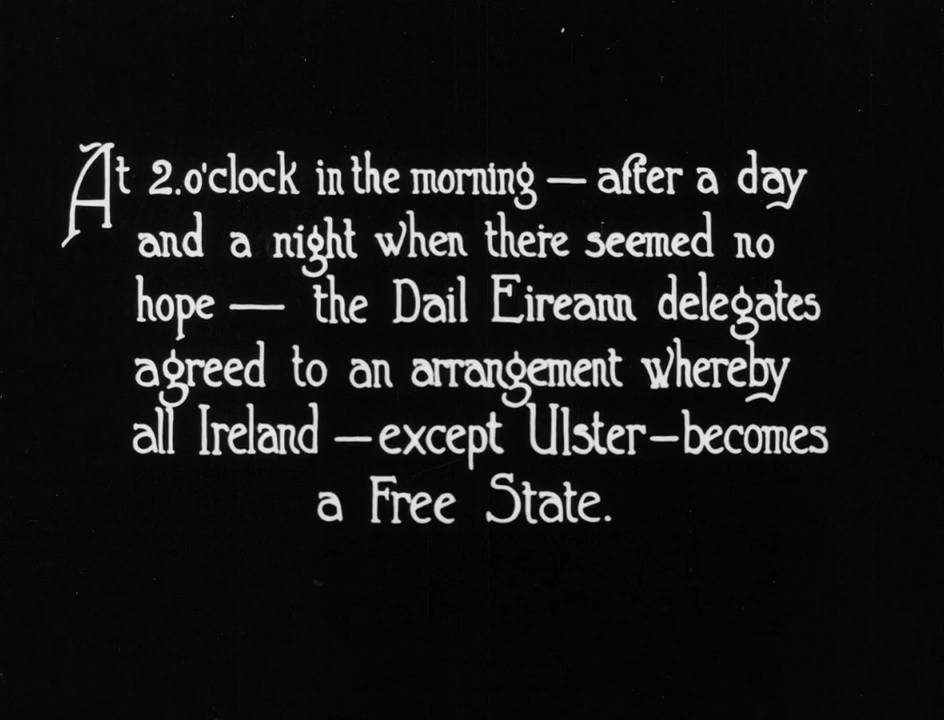 At 2.o'clock in the morning — after a day
and a night when there seemed no
hope — the Dail Eireann delegates
agreed to an arrangement whereby
all Ireland — except Ulster — becomes
a Free State.